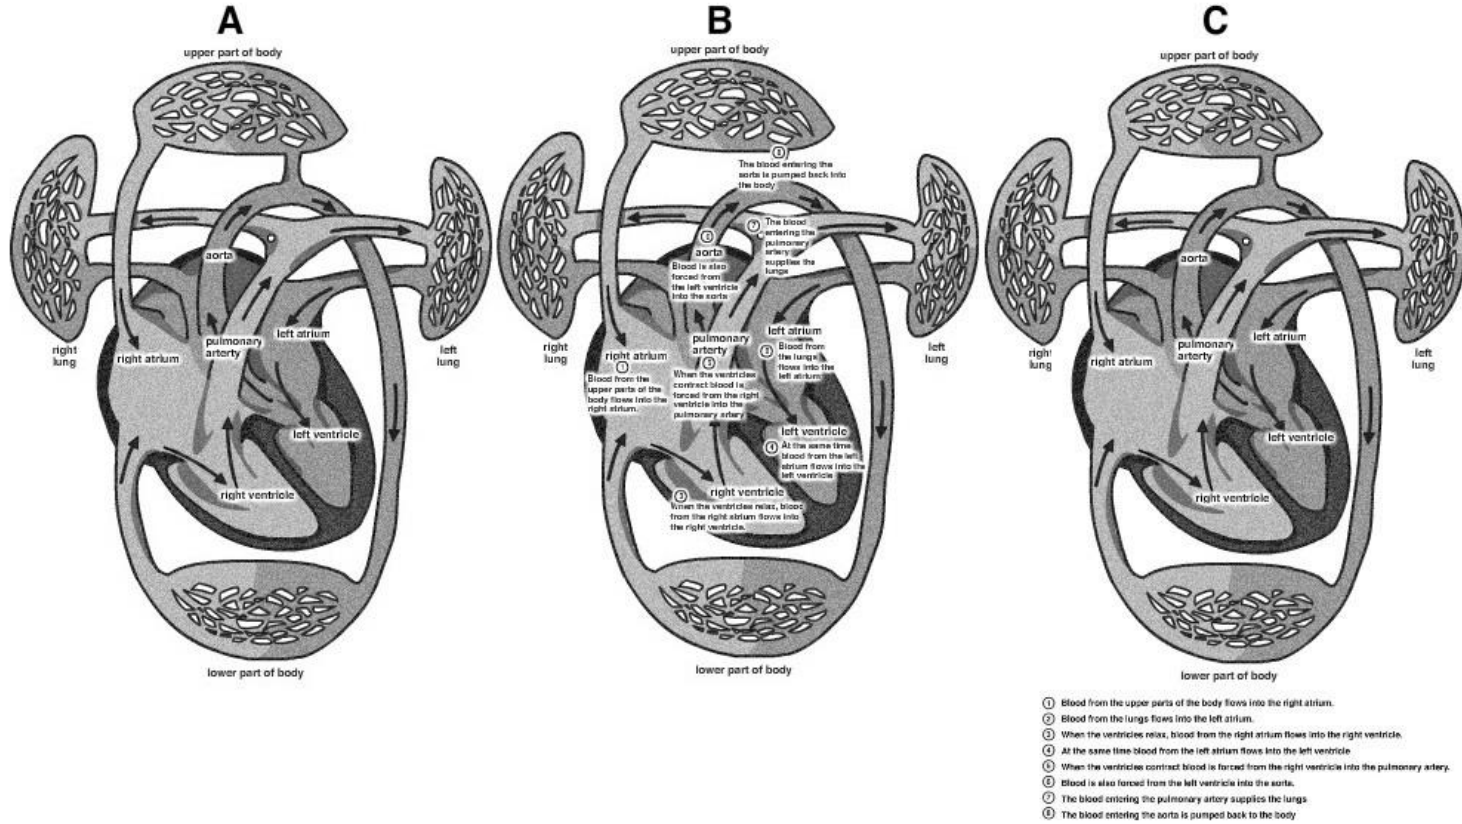 A
upper part of body
aorta
left atrium
pulmonary
arterty
right atrium
right
lung
left
lung
left ventricle
right ventricle
lower part of body
B
upper part of body
8
The blood entering the
aorta is pumped back into
the body
7
The blood
entering the
pulmonary
artery
supplies the
lungs
6
aorta
Blood is also
forced from
the left ventricle
into the aorta
left atrium
Blood from
the lungs
flows into the
left atrium
pulmonary
arterty
When the ventricles
contract blood is
forced from the right
ventricle into the
pulmonary artery
right atrium
1
Blood from the
upper parts of the
body flows into the
right atrium.
right
lung
left
lung
left ventricle
4
At the same time
blood from the left
atrium flows into the
left ventricle
right ventricle
3
When the ventricles relax, blood
from the right atrium flows into
the right ventricle.
lower part of body
C
upper part of body
aorta
left atrium
pulmonary
arterty
right atrium
right
lung
left
lung
left ventricle
right ventricle
lower part of body
1 Blood from the upper parts of the body flows into the right atrium.
2 Blood from the lungs flows into the left atrium.
3 When the ventricles relax, blood from the right atrium flows into the right ventricle.
4 At the same time blood from the left atrium flows into the left ventricle
5 When the ventricles contract blood is forced from the right ventricle into the pulmonary artery.
6 Blood is also forced from the left ventricle into the aorta.
7 The blood entering the pulmonary artery supplies the lungs
8 The blood entering the aorta is pumped back to the body